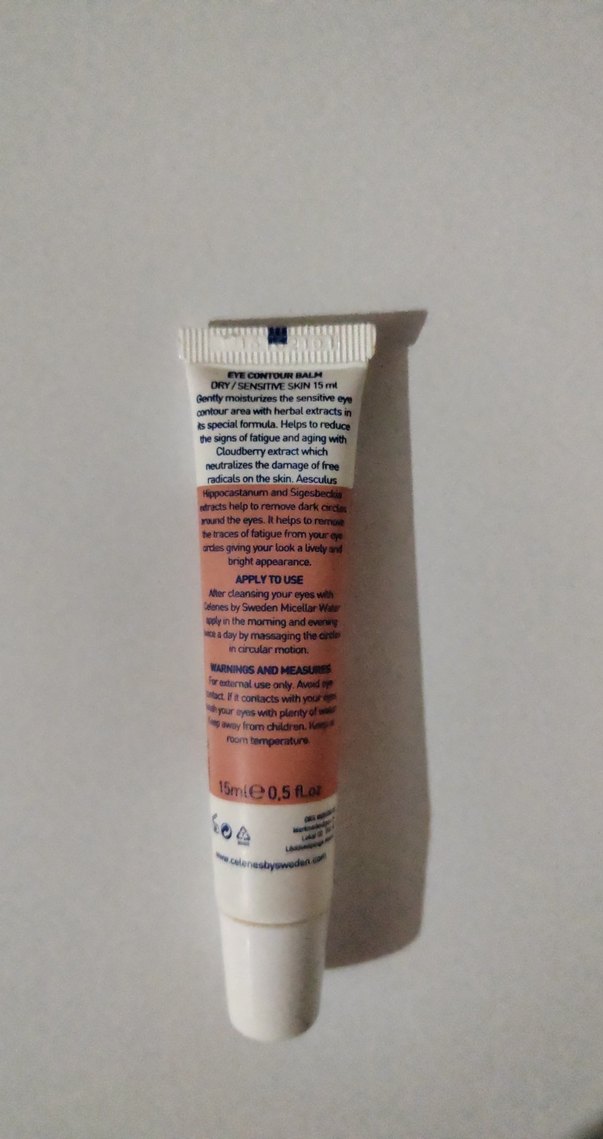 EYE CONTOUR BALM
DRY / SENSITIVE SKIN 15 ml
Gently moisturizes the sensitive eye
contour area with herbal extracts in
its special formula. Helps to reduce
the signs of fatigue and aging with
Cloudberry extract which
neutralizes the damage of free
radicals on the skin. Aesculus
Hippocastanum and Sigesbeckia
extracts help to remove dark circles
around the eyes. It helps to remove
the traces of fatigue from your eye
circles giving your look a lively and
bright appearance.
APPLY TO USE
After cleansing your eyes with
Celenes by Sweden Micellar Water
apply in the morning and evening
twice a day by massaging the circles
in circular motion.
WARNINGS AND MEASURES
For external use only. Avoid eye
contact. If it contacts with your eyes
wash your eyes with plenty of water.
Keep away from children. Keep at
room temperature.
15ml e 0,5 fl.oz
www.celenesbysweden.com